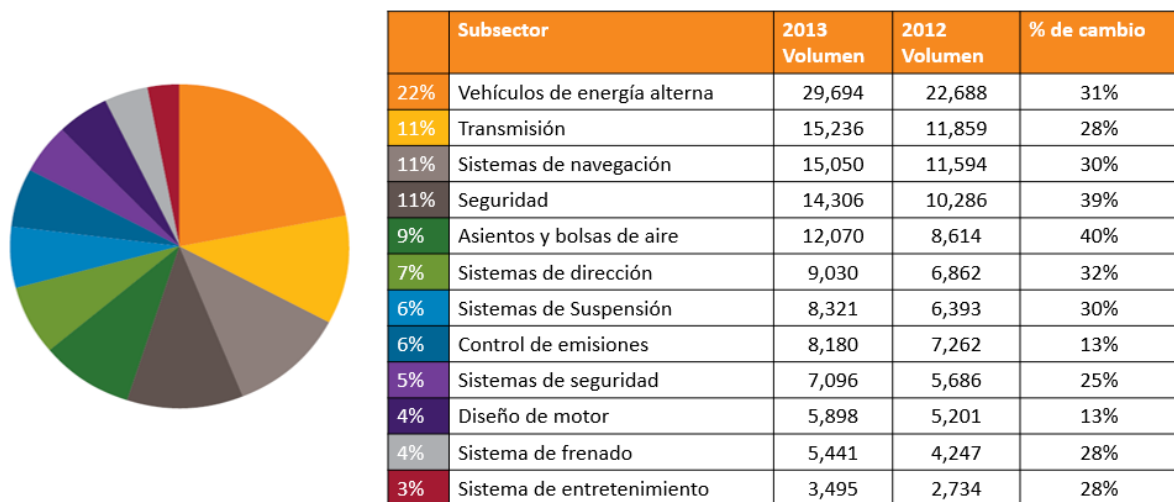 Subsector 2013 Volumen 2012 Volumen % de cambio
22% Vehículos de energía alterna 29,694 22,688 31%
11% Transmisión 15,236 11,859 28%
11% Sistemas de navegación 15,050 11,594 30%
11% Seguridad 14,306 10,286 39%
9% Asientos y bolsas de aire 12,070 8,614 40%
7% Sistemas de dirección 9,030 6,862 32%
6% Sistemas de Suspensión 8,321 6,393 30%
6% Control de emisiones 8,180 7,262 13%
5% Sistemas de seguridad 7,096 5,686 25%
4% Diseño de motor 5,898 5,201 13%
4% Sistema de frenado 5,441 4,247 28%
3% Sistema de entretenimiento 3,495 2,734 28%